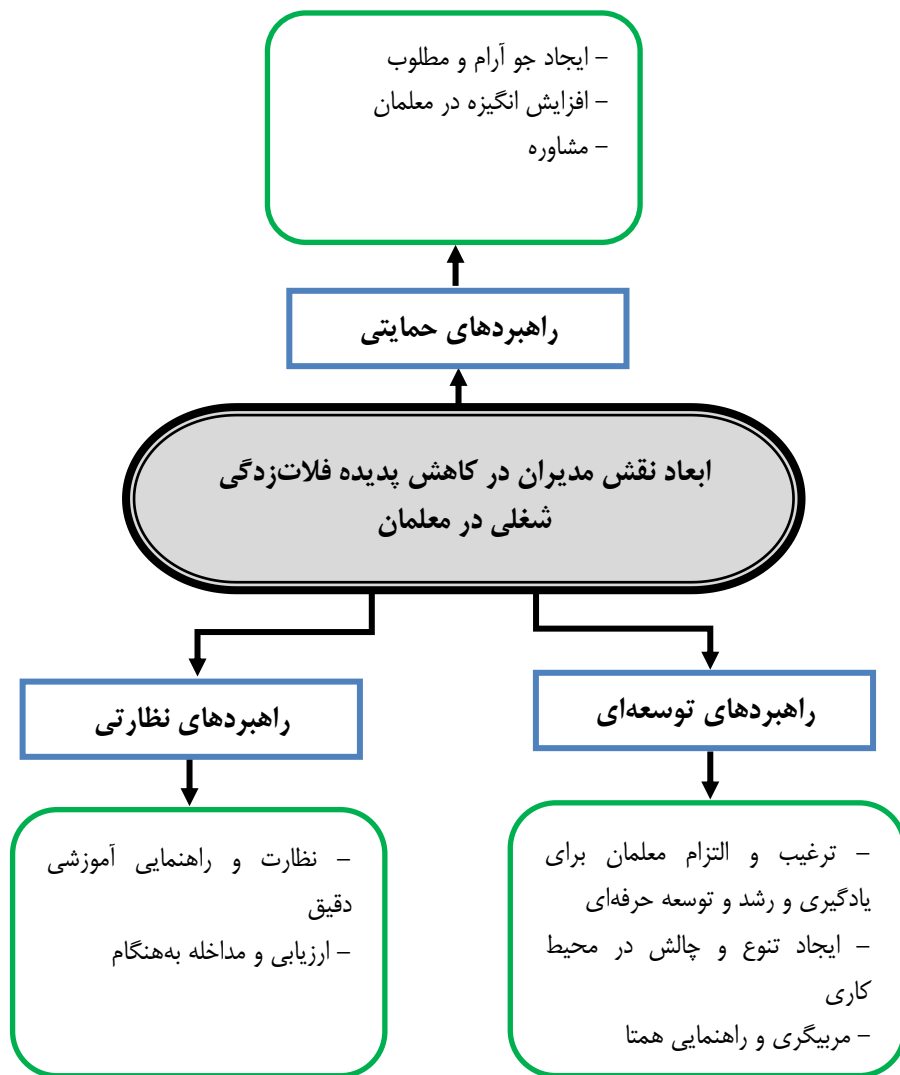 – ایجاد جو آرام و مطلوب
– افزایش انگیزه در معلمان
– مشاوره
راهبردهای حمایتی
ابعاد نقش مدیران در کاهش پدیده فلات‌زدگی
شغلی در معلمان
راهبردهای توسعه‌ای
راهبردهای نظارتی
– ترغیب و التزام معلمان برای
یادگیری و رشد و توسعه حرفه‌ای
– ایجاد تنوع و چالش در محیط
کاری
– مربیگری و راهنمایی همتا
– نظارت و راهنمایی آموزشی
دقیق
– ارزیابی و مداخله به‌هنگام